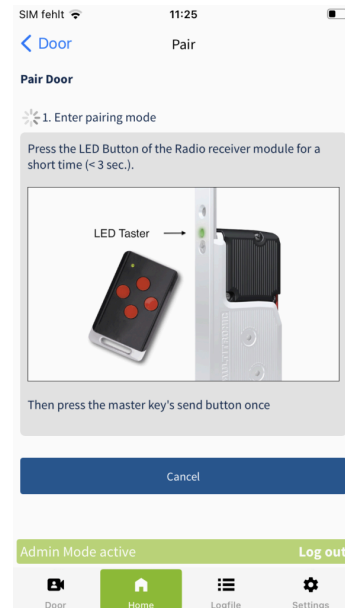 SIM fehlt 11:25
Door Pair
Pair Door
1. Enter pairing mode
Press the LED Button of the Radio receiver module for a
short time (< 3 sec.).
LED Taster
Then press the master key's send button once
Cancel
Admin Mode active Log out
Door Home Logfile Settings